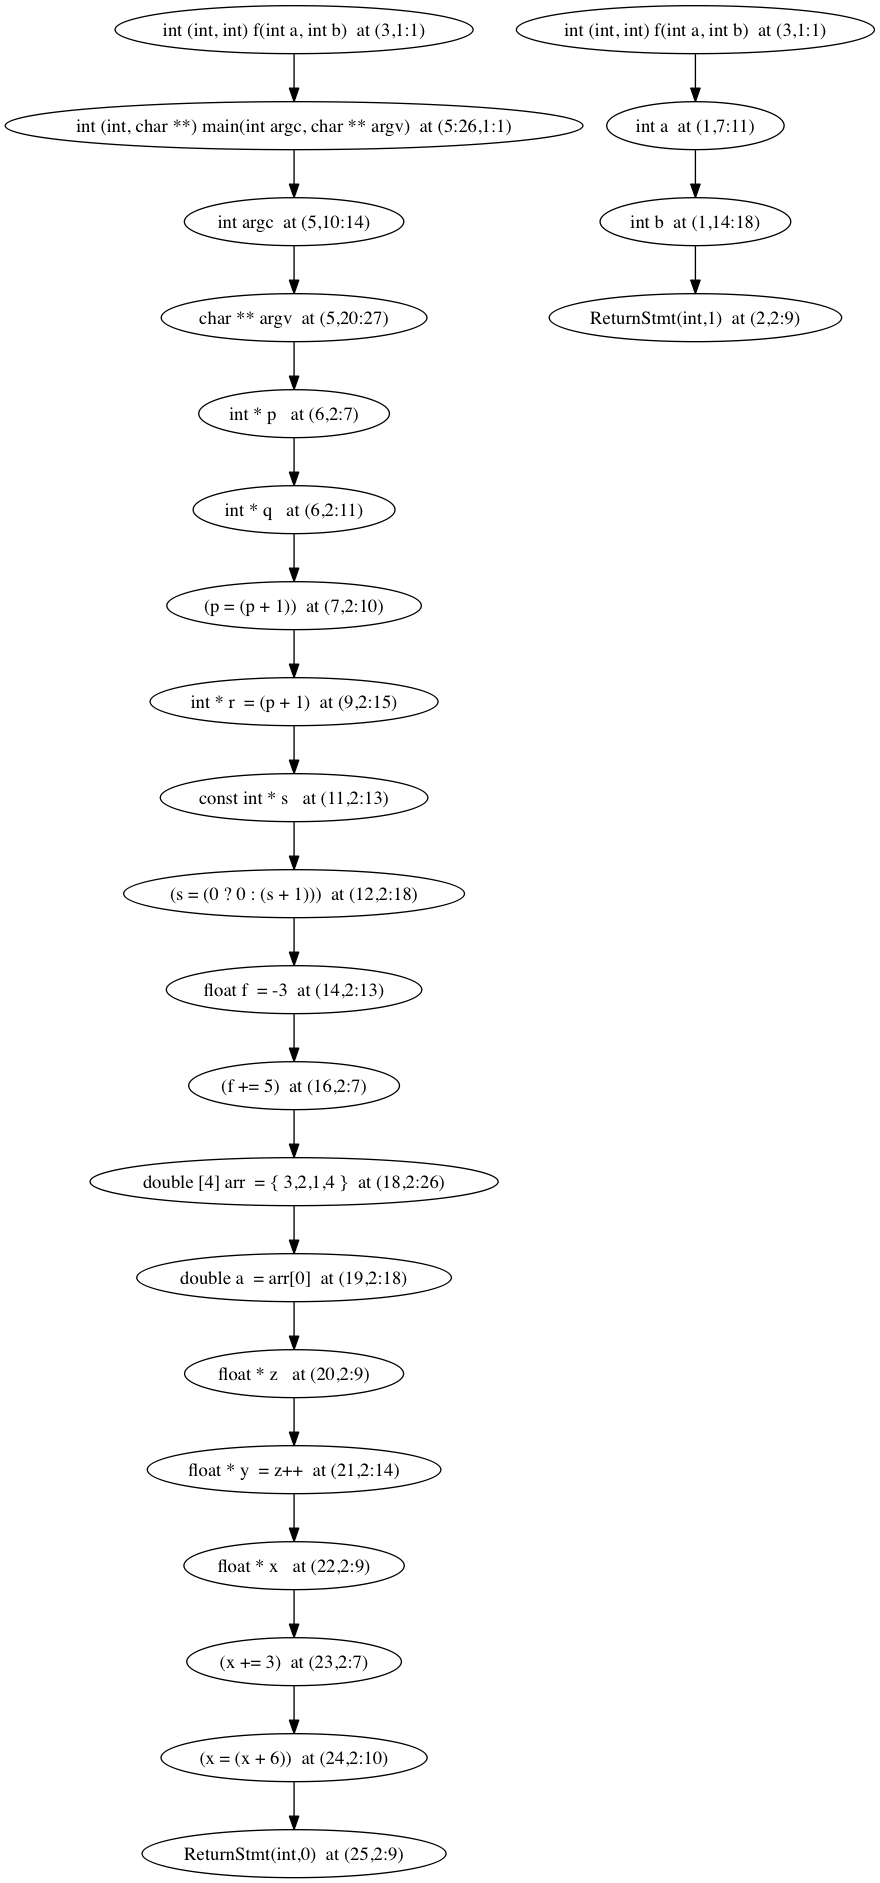 int (int, int) f(int a, int b)  at (3,1:1)
int (int, char **) main(int argc, char ** argv)  at (5:26,1:1)
int argc  at (5,10:14)
char ** argv  at (5,20:27)
int * p   at (6,2:7)
int * q   at (6,2:11)
(p = (p + 1))  at (7,2:10)
int * r  = (p + 1)  at (9,2:15)
const int * s   at (11,2:13)
(s = (0 ? 0 : (s + 1)))  at (12,2:18)
float f  = -3  at (14,2:13)
(f += 5)  at (16,2:7)
double [4] arr  = { 3,2,1,4 }  at (18,2:26)
double a  = arr[0]  at (19,2:18)
float * z   at (20,2:9)
float * y  = z++  at (21,2:14)
float * x   at (22,2:9)
(x += 3)  at (23,2:7)
(x = (x + 6))  at (24,2:10)
ReturnStmt(int,0)  at (25,2:9)
int (int, int) f(int a, int b)  at (3,1:1)
int a  at (1,7:11)
int b  at (1,14:18)
ReturnStmt(int,1)  at (2,2:9)